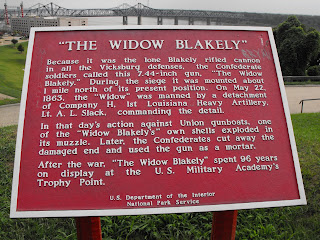 "THE WIDOW BLAKELY"
Because it was the lone Blakely rifled cannon
in all the Vicksburg defenses, the Confederate
soldiers called this 7.44-inch gun, "The Widow
Blakely." During the siege it was mounted about
1 mile north of its present position. On May 22,
1863, the "Widow" was manned by a detachment
of Company H, 1st Louisiana Heavy Artillery,
Lt. A. L. Slack, commanding the detail.
In that day's action against Union gunboats, one
of the "Widow Blakely's" own shells exploded in
its muzzle. Later, the Confederates cut away the
damaged end and used the gun as a mortar.
After the war, "The Widow Blakely" spent 96 years
on display at the U.S. Military Academy's
Trophy Point.
U.S. Department of the Interior
National Park Service